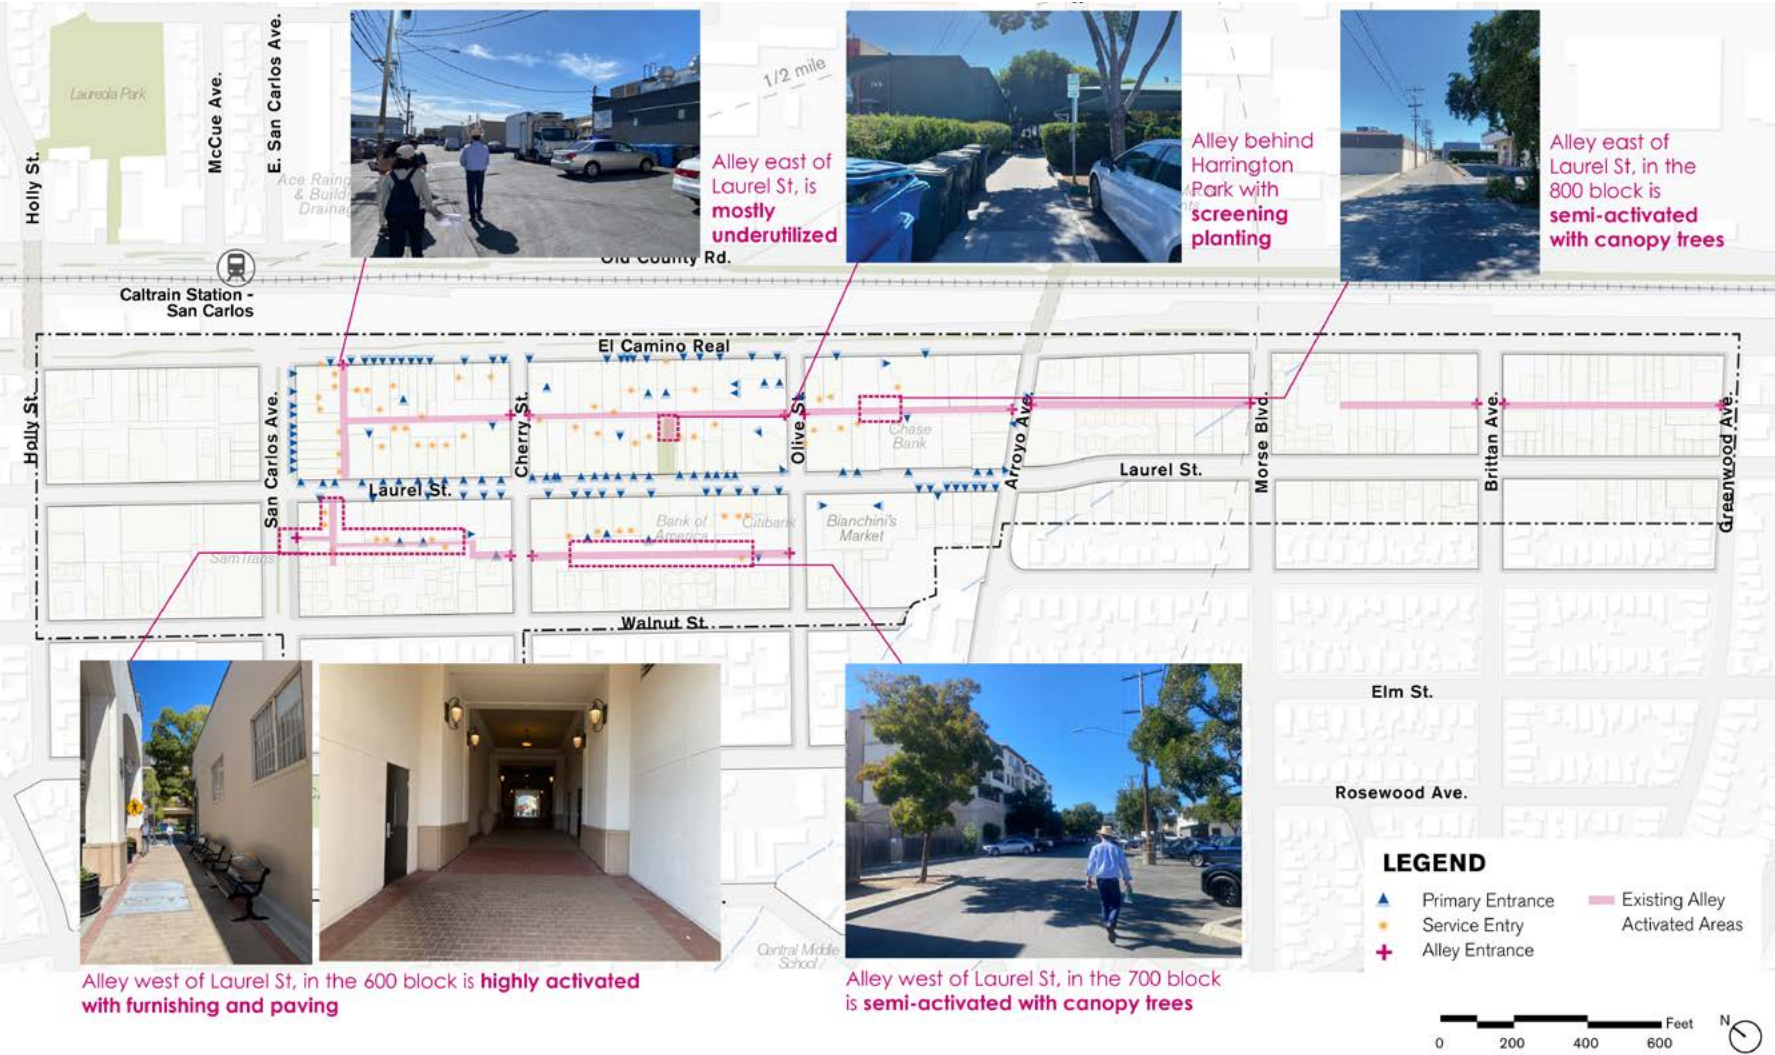 Laureola Park
McCue Ave.
E. San Carlos Ave.
Holly St.
Ace Raing
& Build
Drainag
1/2 mile
Alley east of
Laurel St, is
mostly
underutilized
Alley behind
Harrington
Park with
screening
planting
Alley east of
Laurel St, in the
800 block is
semi-activated
with canopy trees
Old County Rd.
Caltrain Station -
San Carlos
El Camino Real
Holly St.
San Carlos Ave.
Cherry St.
Olive St.
Arroyo Ave.
Morse Blvd.
Brittan Ave.
Greenwood Ave.
Chase
Bank
Laurel St.
Laurel St.
Bank of
America
Citibank
Bianchini's
Market
SamTrans
Walnut St.
Elm St.
Rosewood Ave.
Central Middle
School
Alley west of Laurel St, in the 600 block is highly activated
with furnishing and paving
Alley west of Laurel St, in the 700 block
is semi-activated with canopy trees
LEGEND
Primary Entrance
Service Entry
Alley Entrance
Existing Alley
Activated Areas
0 200 400 600 Feet
N